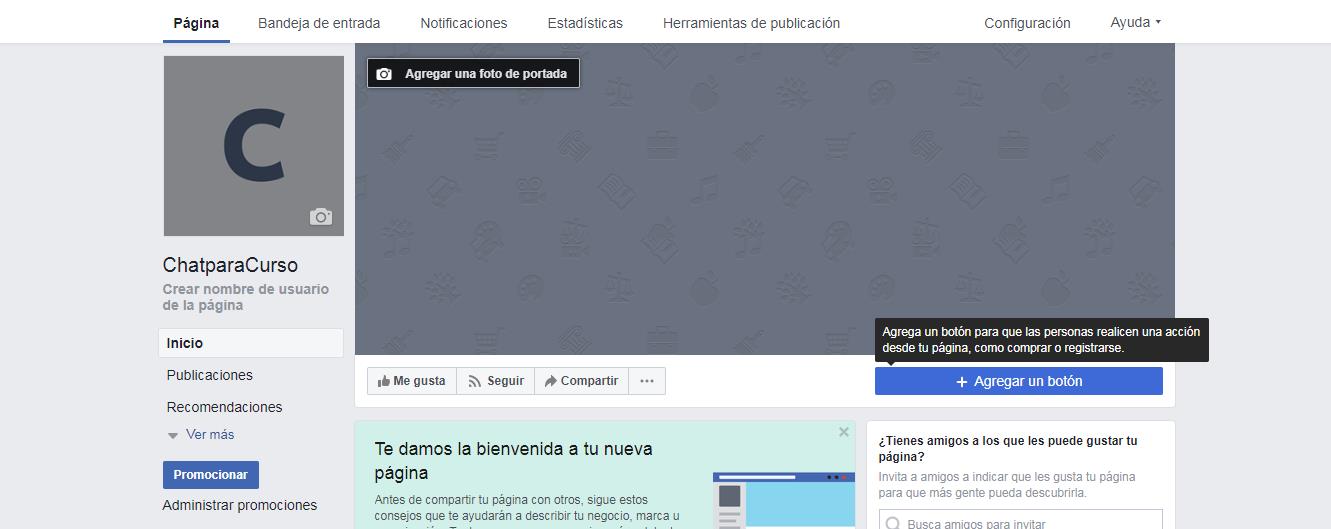 Página Bandeja de entrada Notificaciones Estadísticas Herramientas de publicación Configuración Ayuda
Agregar una foto de portada
C
ChatparaCurso
Crear nombre de usuario
de la página
Inicio
Publicaciones
Recomendaciones
Ver más
Promocionar
Administrar promociones
Agrega un botón para que las personas realicen una acción
desde tu página, como comprar o registrarse.
Me gusta Seguir Compartir ...
+ Agregar un botón
Te damos la bienvenida a tu nueva
página
Antes de compartir tu página con otros, sigue estos
consejos que te ayudarán a describir tu negocio, marca u
¿Tienes amigos a los que les puede gustar tu
página?
Invita a amigos a indicar que les gusta tu página
para que más gente pueda descubrirla.
Busca amigos para invitar